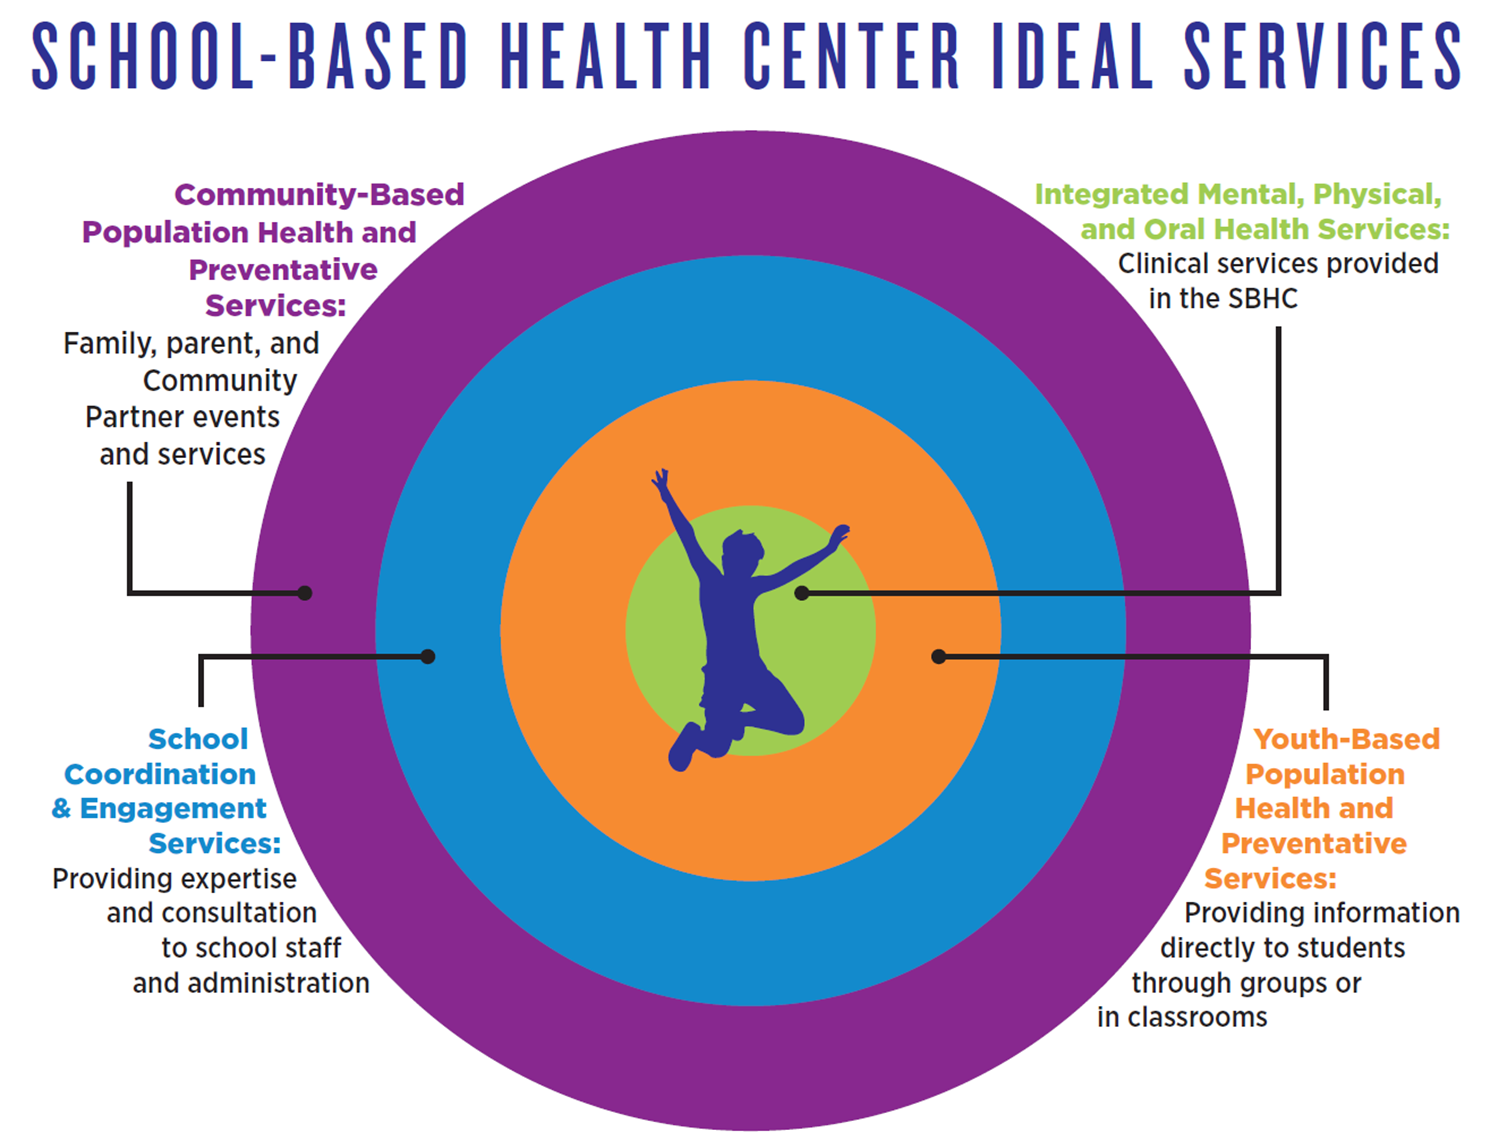 SCHOOL-BASED HEALTH CENTER IDEAL SERVICES
Community-Based
Population Health and
Preventative
Services:
Family, parent, and
Community
Partner events
and services
Integrated Mental, Physical,
and Oral Health Services:
Clinical services provided
in the SBHC
School
Coordination
& Engagement
Services:
Providing expertise
and consultation
to school staff
and administration
Youth-Based
Population
Health and
Preventative
Services:
Providing information
directly to students
through groups or
in classrooms